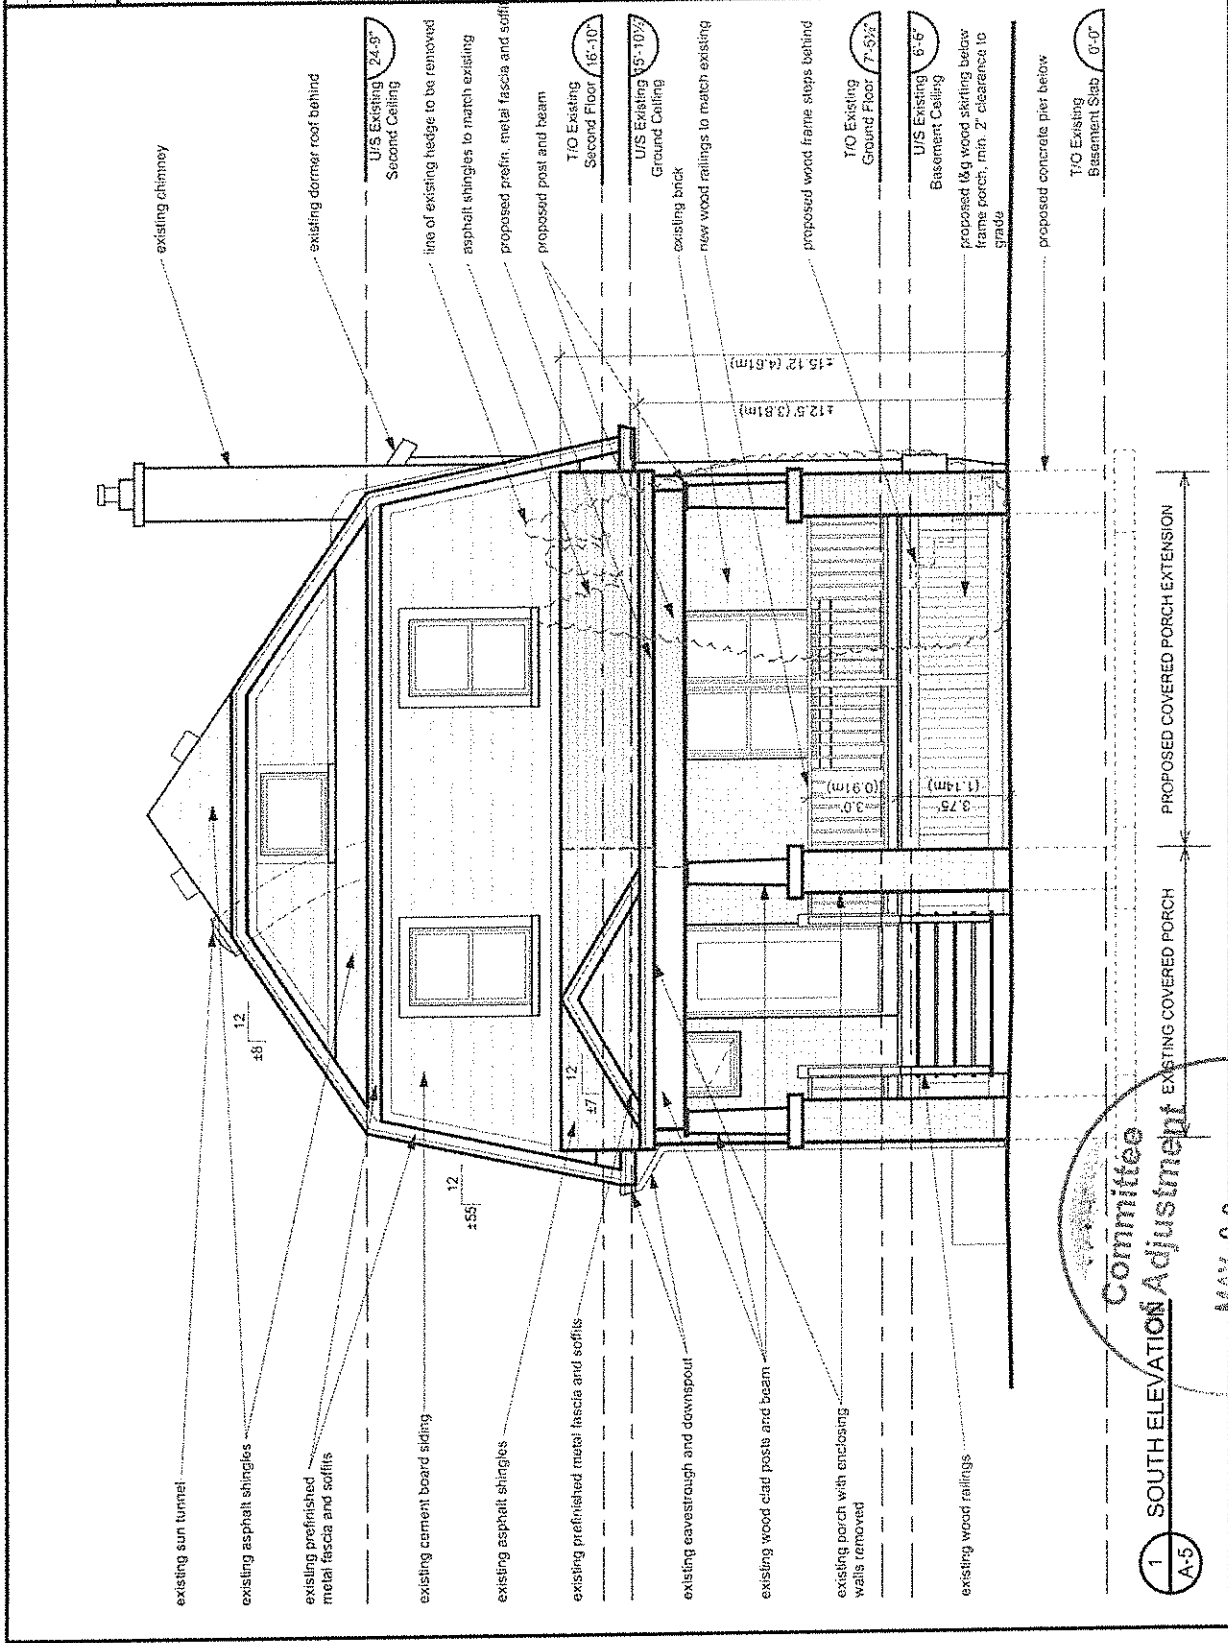 existing sun tunnel
existing asphalt shingles
existing prefinished
metal fascia and soffits
existing cement board siding
existing asphalt shingles
existing prefinished metal fascia and soffits
existing eavestrough and downspout
existing wood clad posts and beam
existing porch with enclosing
walls removed
existing wood railings
12
±8
12
±55
12
±7
existing chimney
existing dormer roof behind
U/S Existing
Second Ceiling
24'-9"
line of existing hedge to be removed
asphalt shingles to match existing
proposed prefin. metal fascia and
proposed post and beam
T/O Existing
Second Floor
16'-10"
U/S Existing
Ground Ceiling
15'-10½"
existing brick
new wood railings to match existing
proposed wood frame steps behind
T/O Existing
Ground Floor
7'-5½"
U/S Existing
Basement Ceiling
6'-6"
proposed t&g wood skirting below
frame porch, min. 2" clearance to
grade
proposed concrete pier below
T/O Existing
Basement Slab
0'-0"
±15.12' (4.61m)
±12.5' (3.81m)
3.0'
(0.91m)
3.75'
(1.14m)
EXISTING COVERED PORCH
PROPOSED COVERED PORCH EXTENSION
1
A-5
SOUTH ELEVATION
Committee
Adjustment